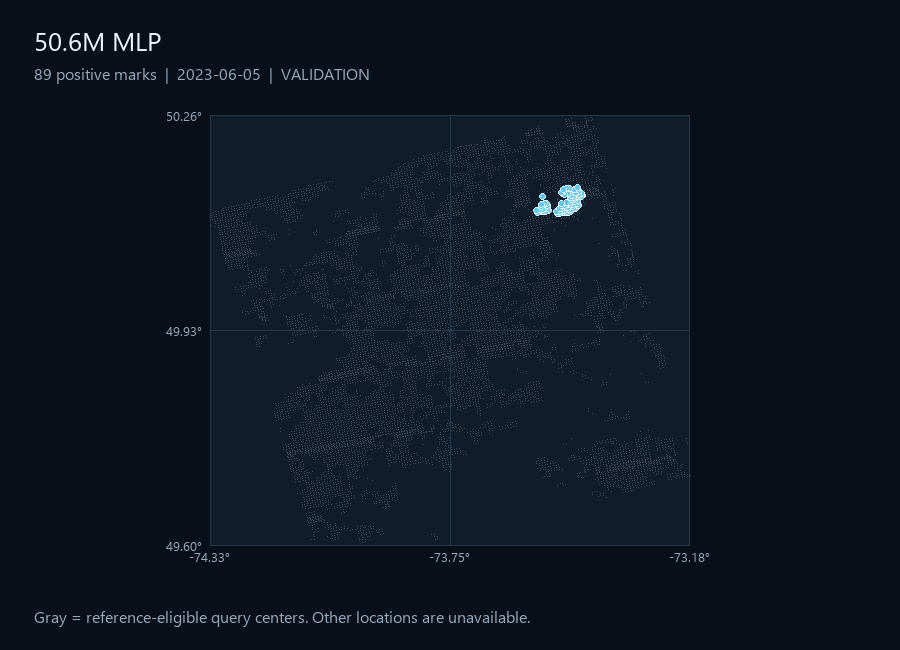 50.6M MLP
89 positive marks | 2023-06-05 | VALIDATION
50.26°
49.93°
49.60°
-74.33°
-73.75°
-73.18°
Gray = reference-eligible query centers. Other locations are unavailable.